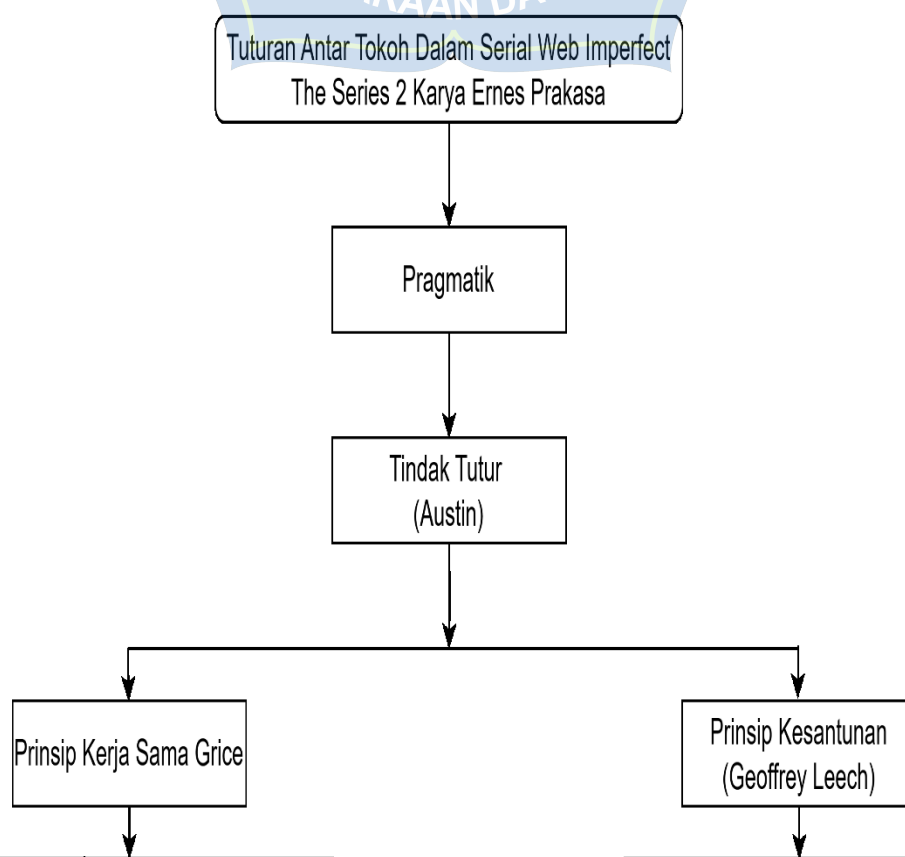 Tuturan Antar Tokoh Dalam Serial Web Imperfect
The Series 2 Karya Ernes Prakasa
Pragmatik
Tindak Tutur
(Austin)
Prinsip Kerja Sama Grice
Prinsip Kesantunan
(Geoffrey Leech)